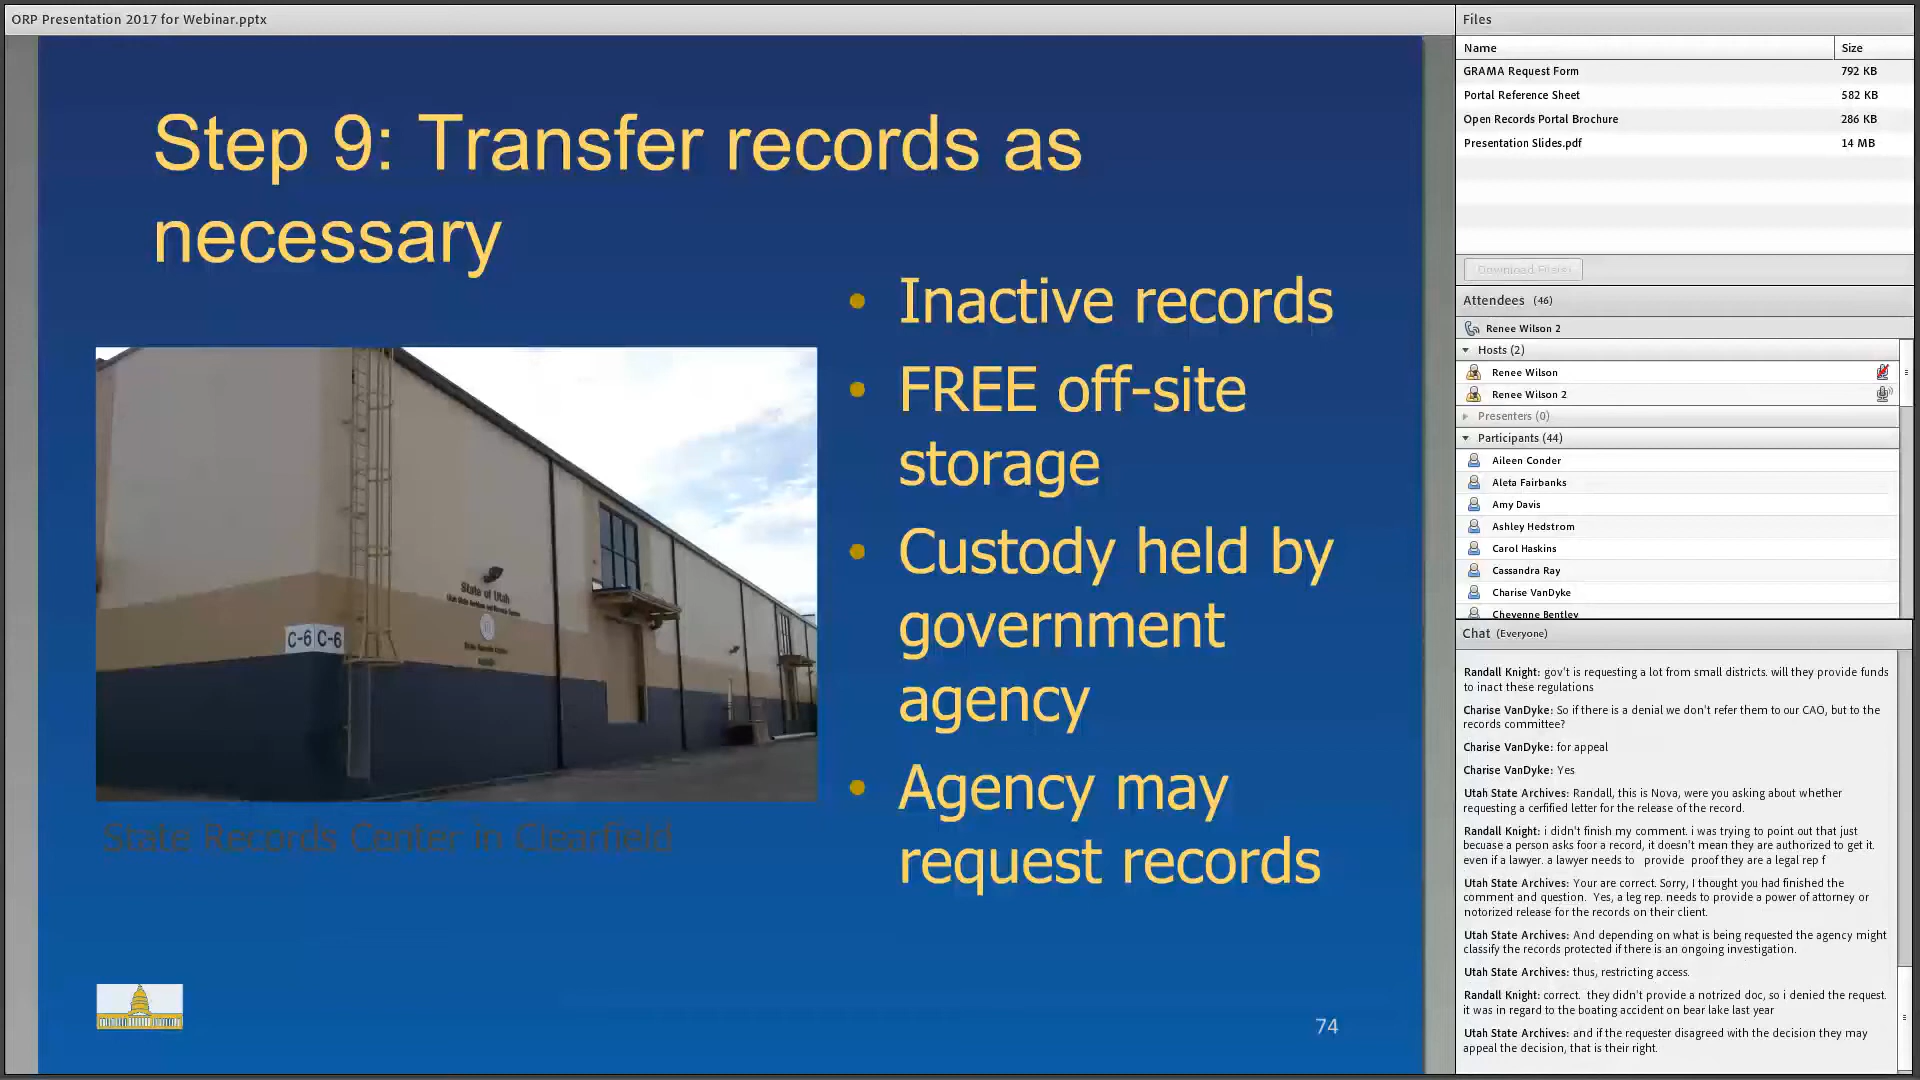 ORP Presentation 2017 for Webinar.pptx
Step 9: Transfer records as
necessary
• Inactive records
• FREE off-site
storage
• Custody held by
government
agency
• Agency may
request records
State of Utah
C-6 C-6
State Records Center in Clearfield
74
Files
Name Size
GRAMA Request Form 792 KB
Portal Reference Sheet 582 KB
Open Records Portal Brochure 286 KB
Presentation Slides.pdf 14 MB
Download File(s)
Attendees (46)
Renee Wilson 2
Hosts (2)
Renee Wilson
Renee Wilson 2
Presenters (0)
Participants (44)
Aileen Conder
Aleta Fairbanks
Amy Davis
Ashley Hedstrom
Carol Haskins
Cassandra Ray
Charise VanDyke
Cheyenne Bentley
Chat (Everyone)
Randall Knight: gov't is requesting a lot from small districts. will they provide funds
to inact these regulations
Charise VanDyke: So if there is a denial we don't refer them to our CAO, but to the
records committee?
Charise VanDyke: for appeal
Charise VanDyke: Yes
Utah State Archives: Randall, this is Nova, were you asking about whether
requesting a cerfified letter for the release of the record.
Randall Knight: i didn't finish my comment. i was trying to point out that just
becuase a person asks foor a record, it doesn't mean they are authorized to get it.
even if a lawyer. a lawyer needs to provide proof they are a legal rep f
Utah State Archives: Your are correct. Sorry, I thought you had finished the
comment and question. Yes, a leg rep. needs to provide a power of attorney or
notorized release for the records on their client.
Utah State Archives: And depending on what is being requested the agency might
classify the records protected if there is an ongoing investigation.
Utah State Archives: thus, restricting access.
Randall Knight: correct. they didn't provide a notrized doc, so i denied the request.
it was in regard to the boating accident on bear lake last year
Utah State Archives: and if the requester disagreed with the decision they may
appeal the decision, that is their right.